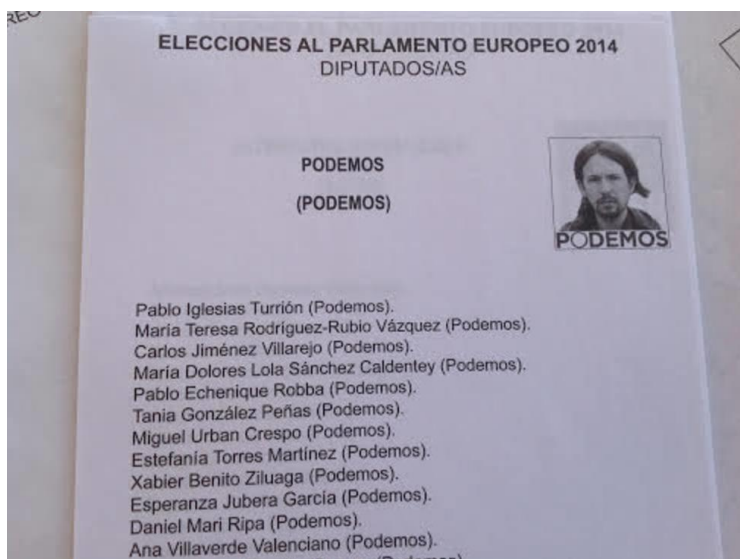 ELECCIONES AL PARLAMENTO EUROPEO 2014
DIPUTADOS/AS
PODEMOS
(PODEMOS)
PODEMOS
Pablo Iglesias Turrión (Podemos).
María Teresa Rodríguez-Rubio Vázquez (Podemos).
Carlos Jiménez Villarejo (Podemos).
María Dolores Lola Sánchez Caldentey (Podemos).
Pablo Echenique Robba (Podemos).
Tania González Peñas (Podemos).
Miguel Urban Crespo (Podemos).
Estefanía Torres Martínez (Podemos).
Xabier Benito Ziluaga (Podemos).
Esperanza Jubera García (Podemos).
Daniel Mari Ripa (Podemos).
Ana Villaverde Valenciano (Podemos).